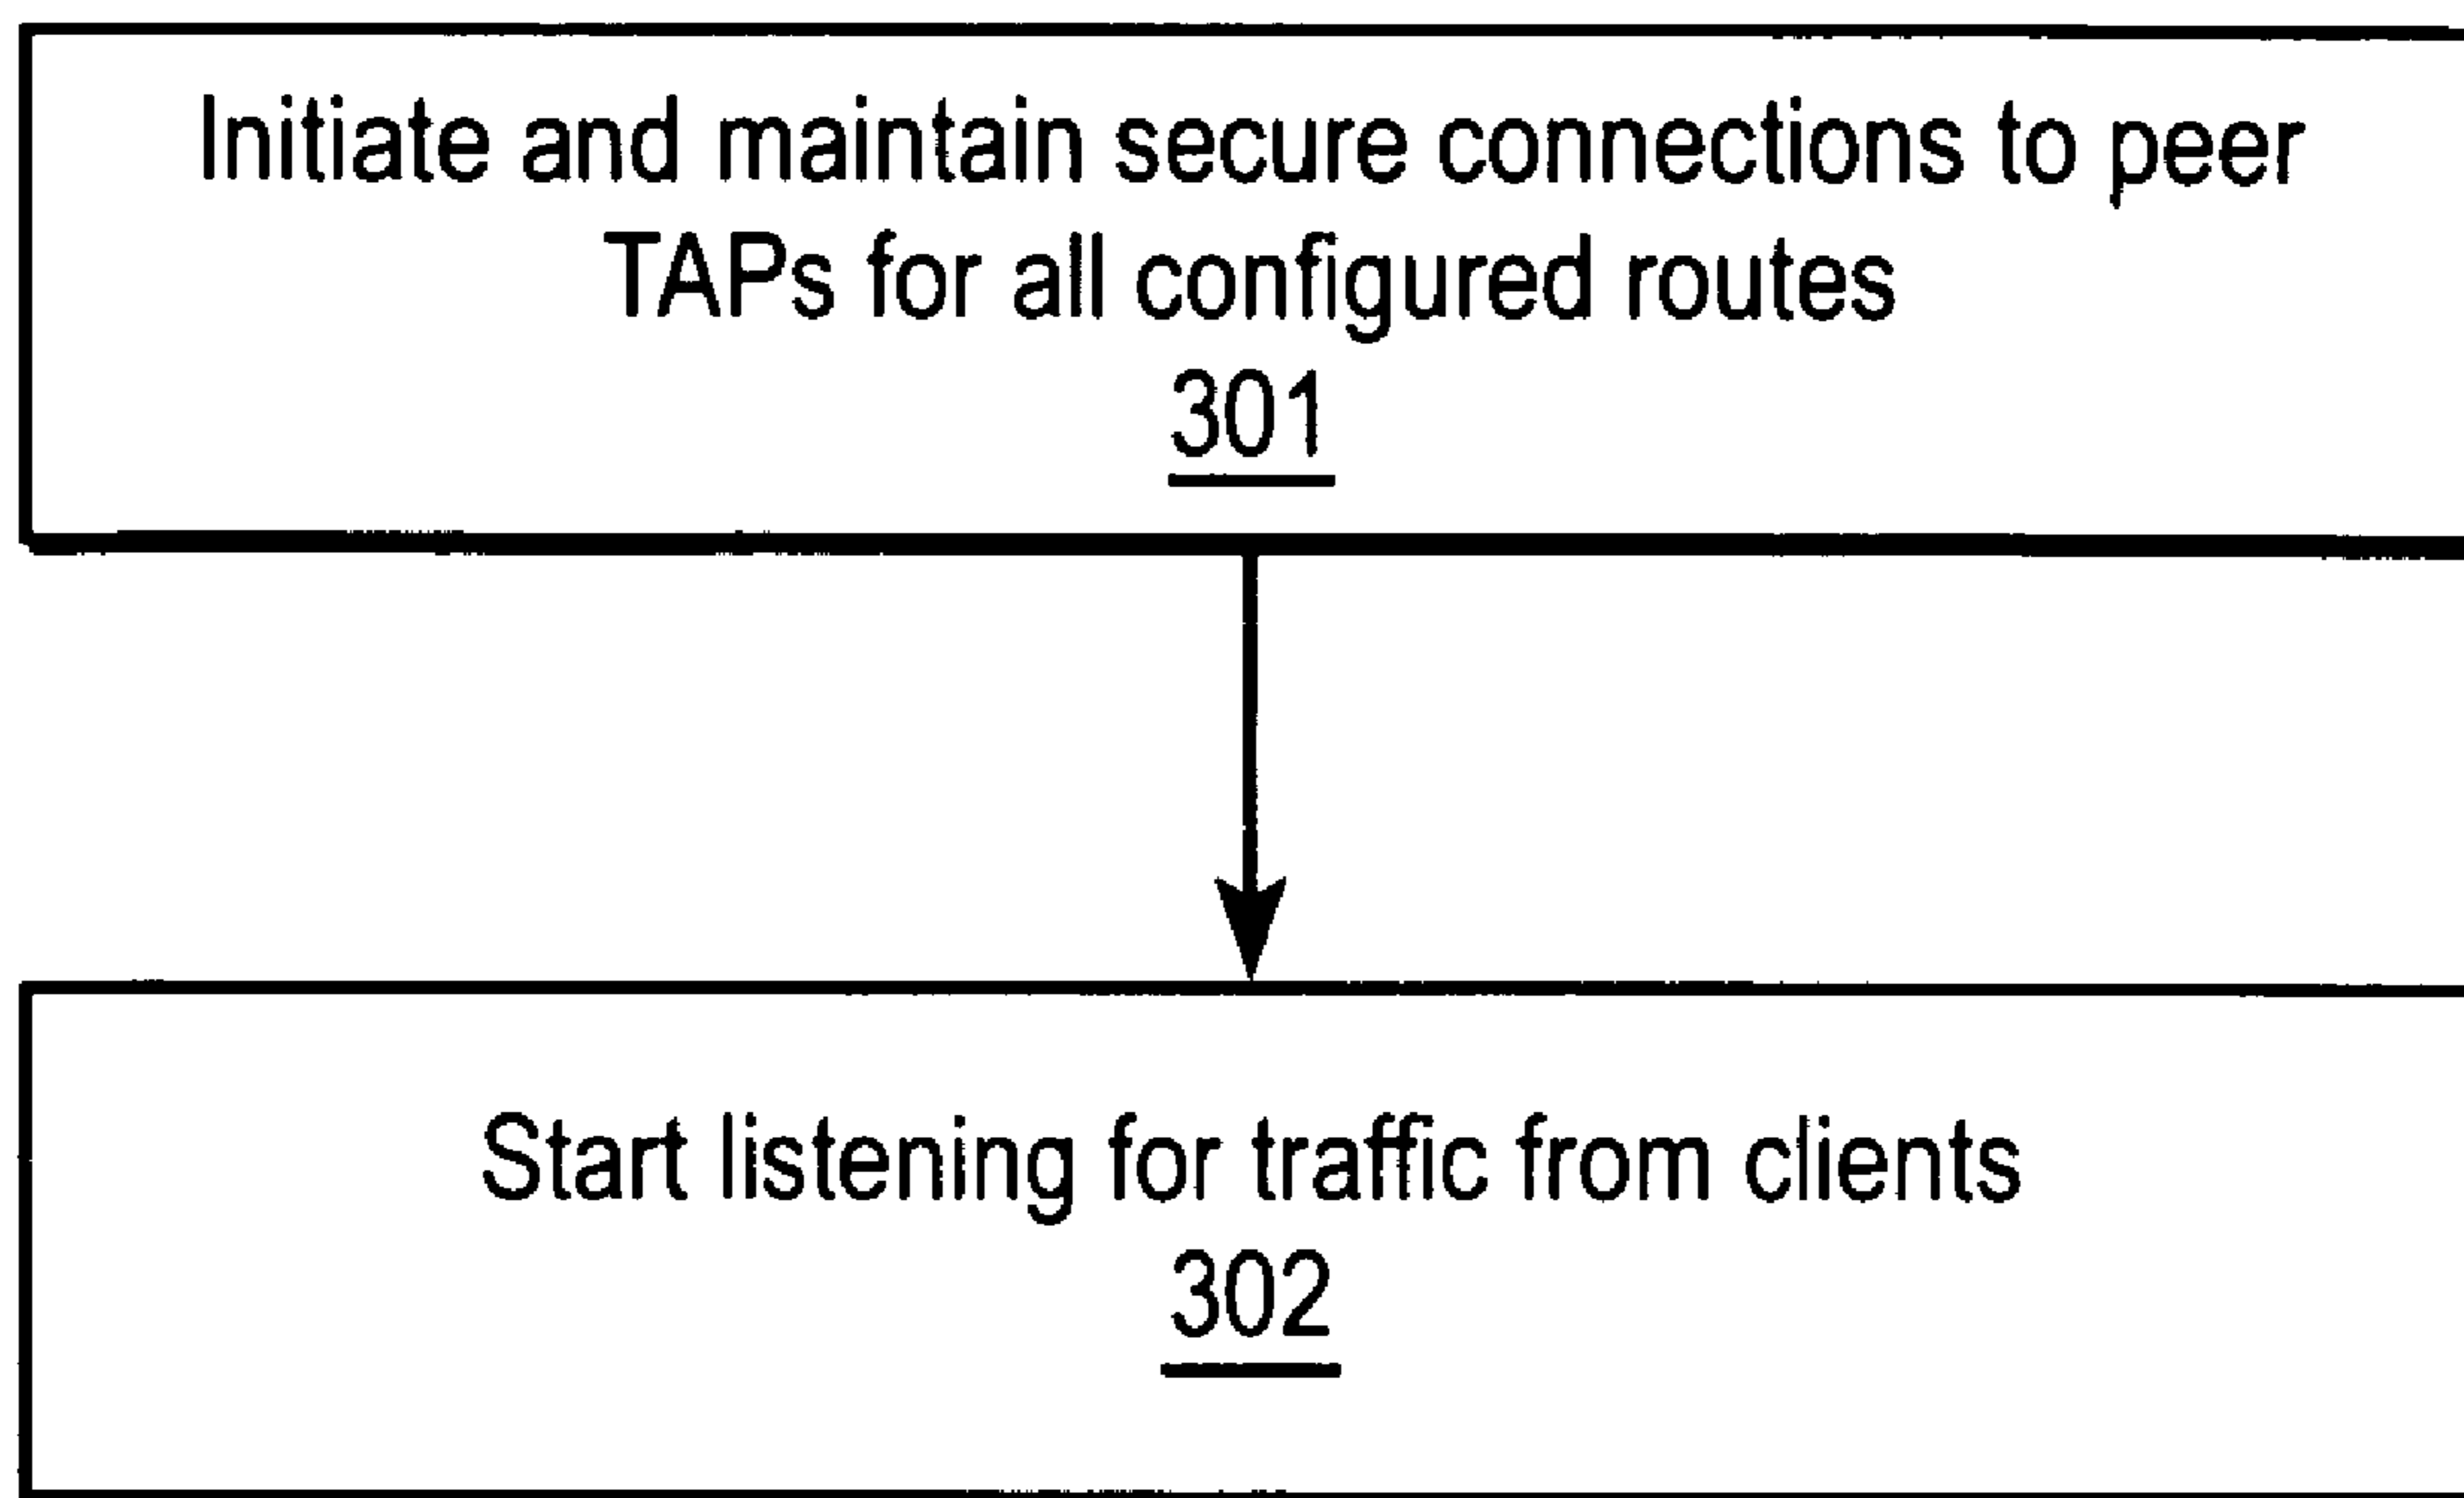 Initiate and maintain secure connections to peer
TAPs for all configured routes
301
Start listening for traffic from clients
302